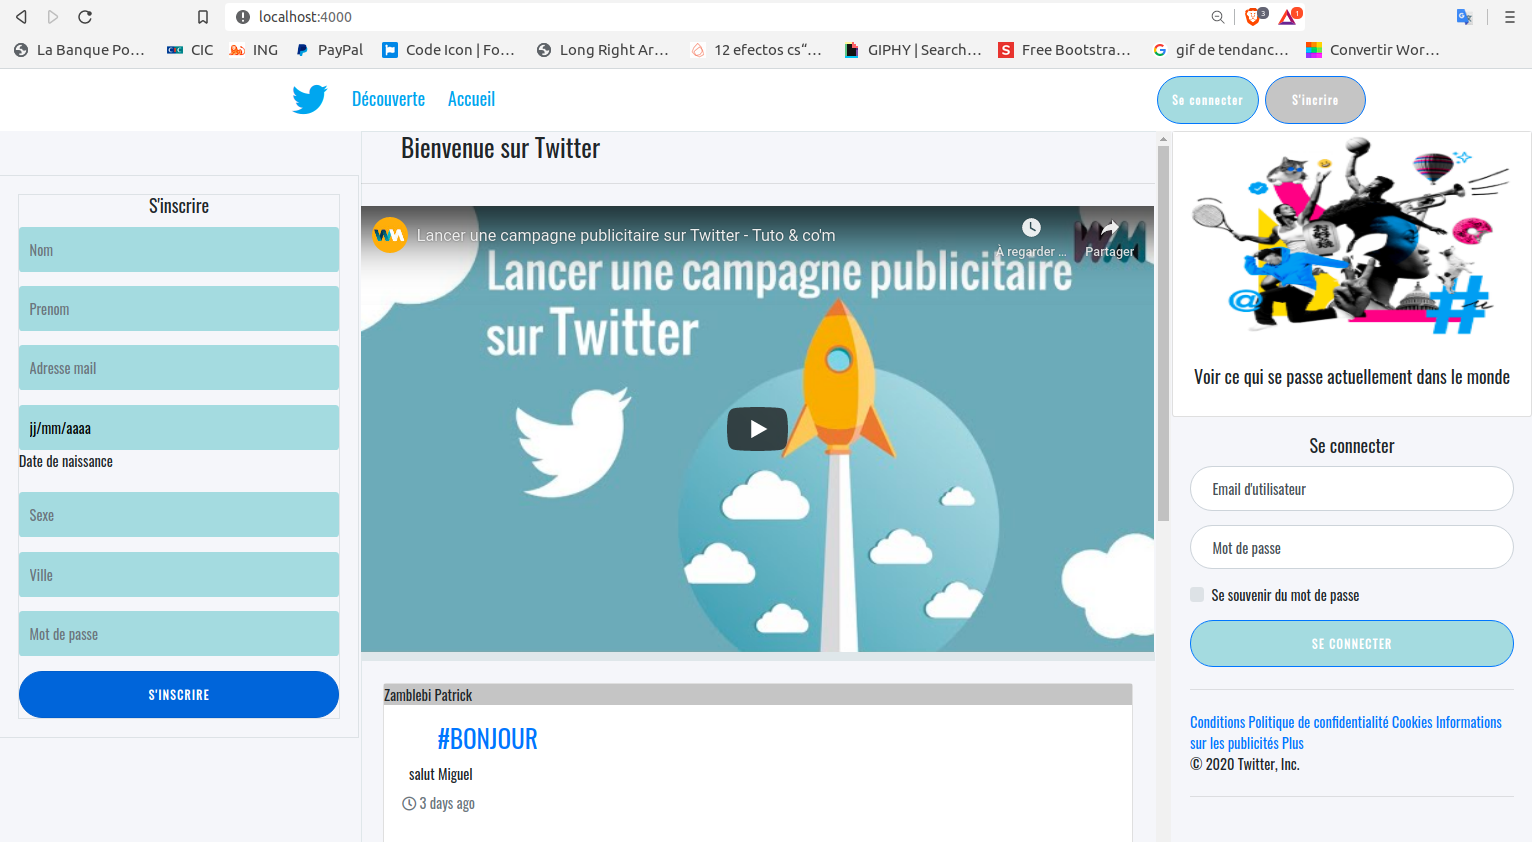 localhost:4000
3
1
La Banque Po…
CIC
ING
PayPal
Code Icon | Fo…
Long Right Ar…
12 efectos cs“…
GIPHY | Search…
S
Free Bootstra…
gif de tendanc…
Convertir Wor…
Découverte
Accueil
Se connecter
S'incrire
Bienvenue sur Twitter
S'inscrire
Nom
Prenom
Adresse mail
jj/mm/aaaa
Date de naissance
Sexe
Ville
Mot de passe
S'INSCRIRE
Lancer une campagne publicitaire sur Twitter - Tuto & co'm
À regarder ...
Partager
Lancer une campagne publicitaire
sur Twitter
Zamblebi Patrick
#BONJOUR
salut Miguel
3 days ago
@
#
Voir ce qui se passe actuellement dans le monde
Se connecter
Email d'utilisateur
Mot de passe
Se souvenir du mot de passe
SE CONNECTER
Conditions Politique de confidentialité Cookies Informations
sur les publicités Plus
© 2020 Twitter, Inc.